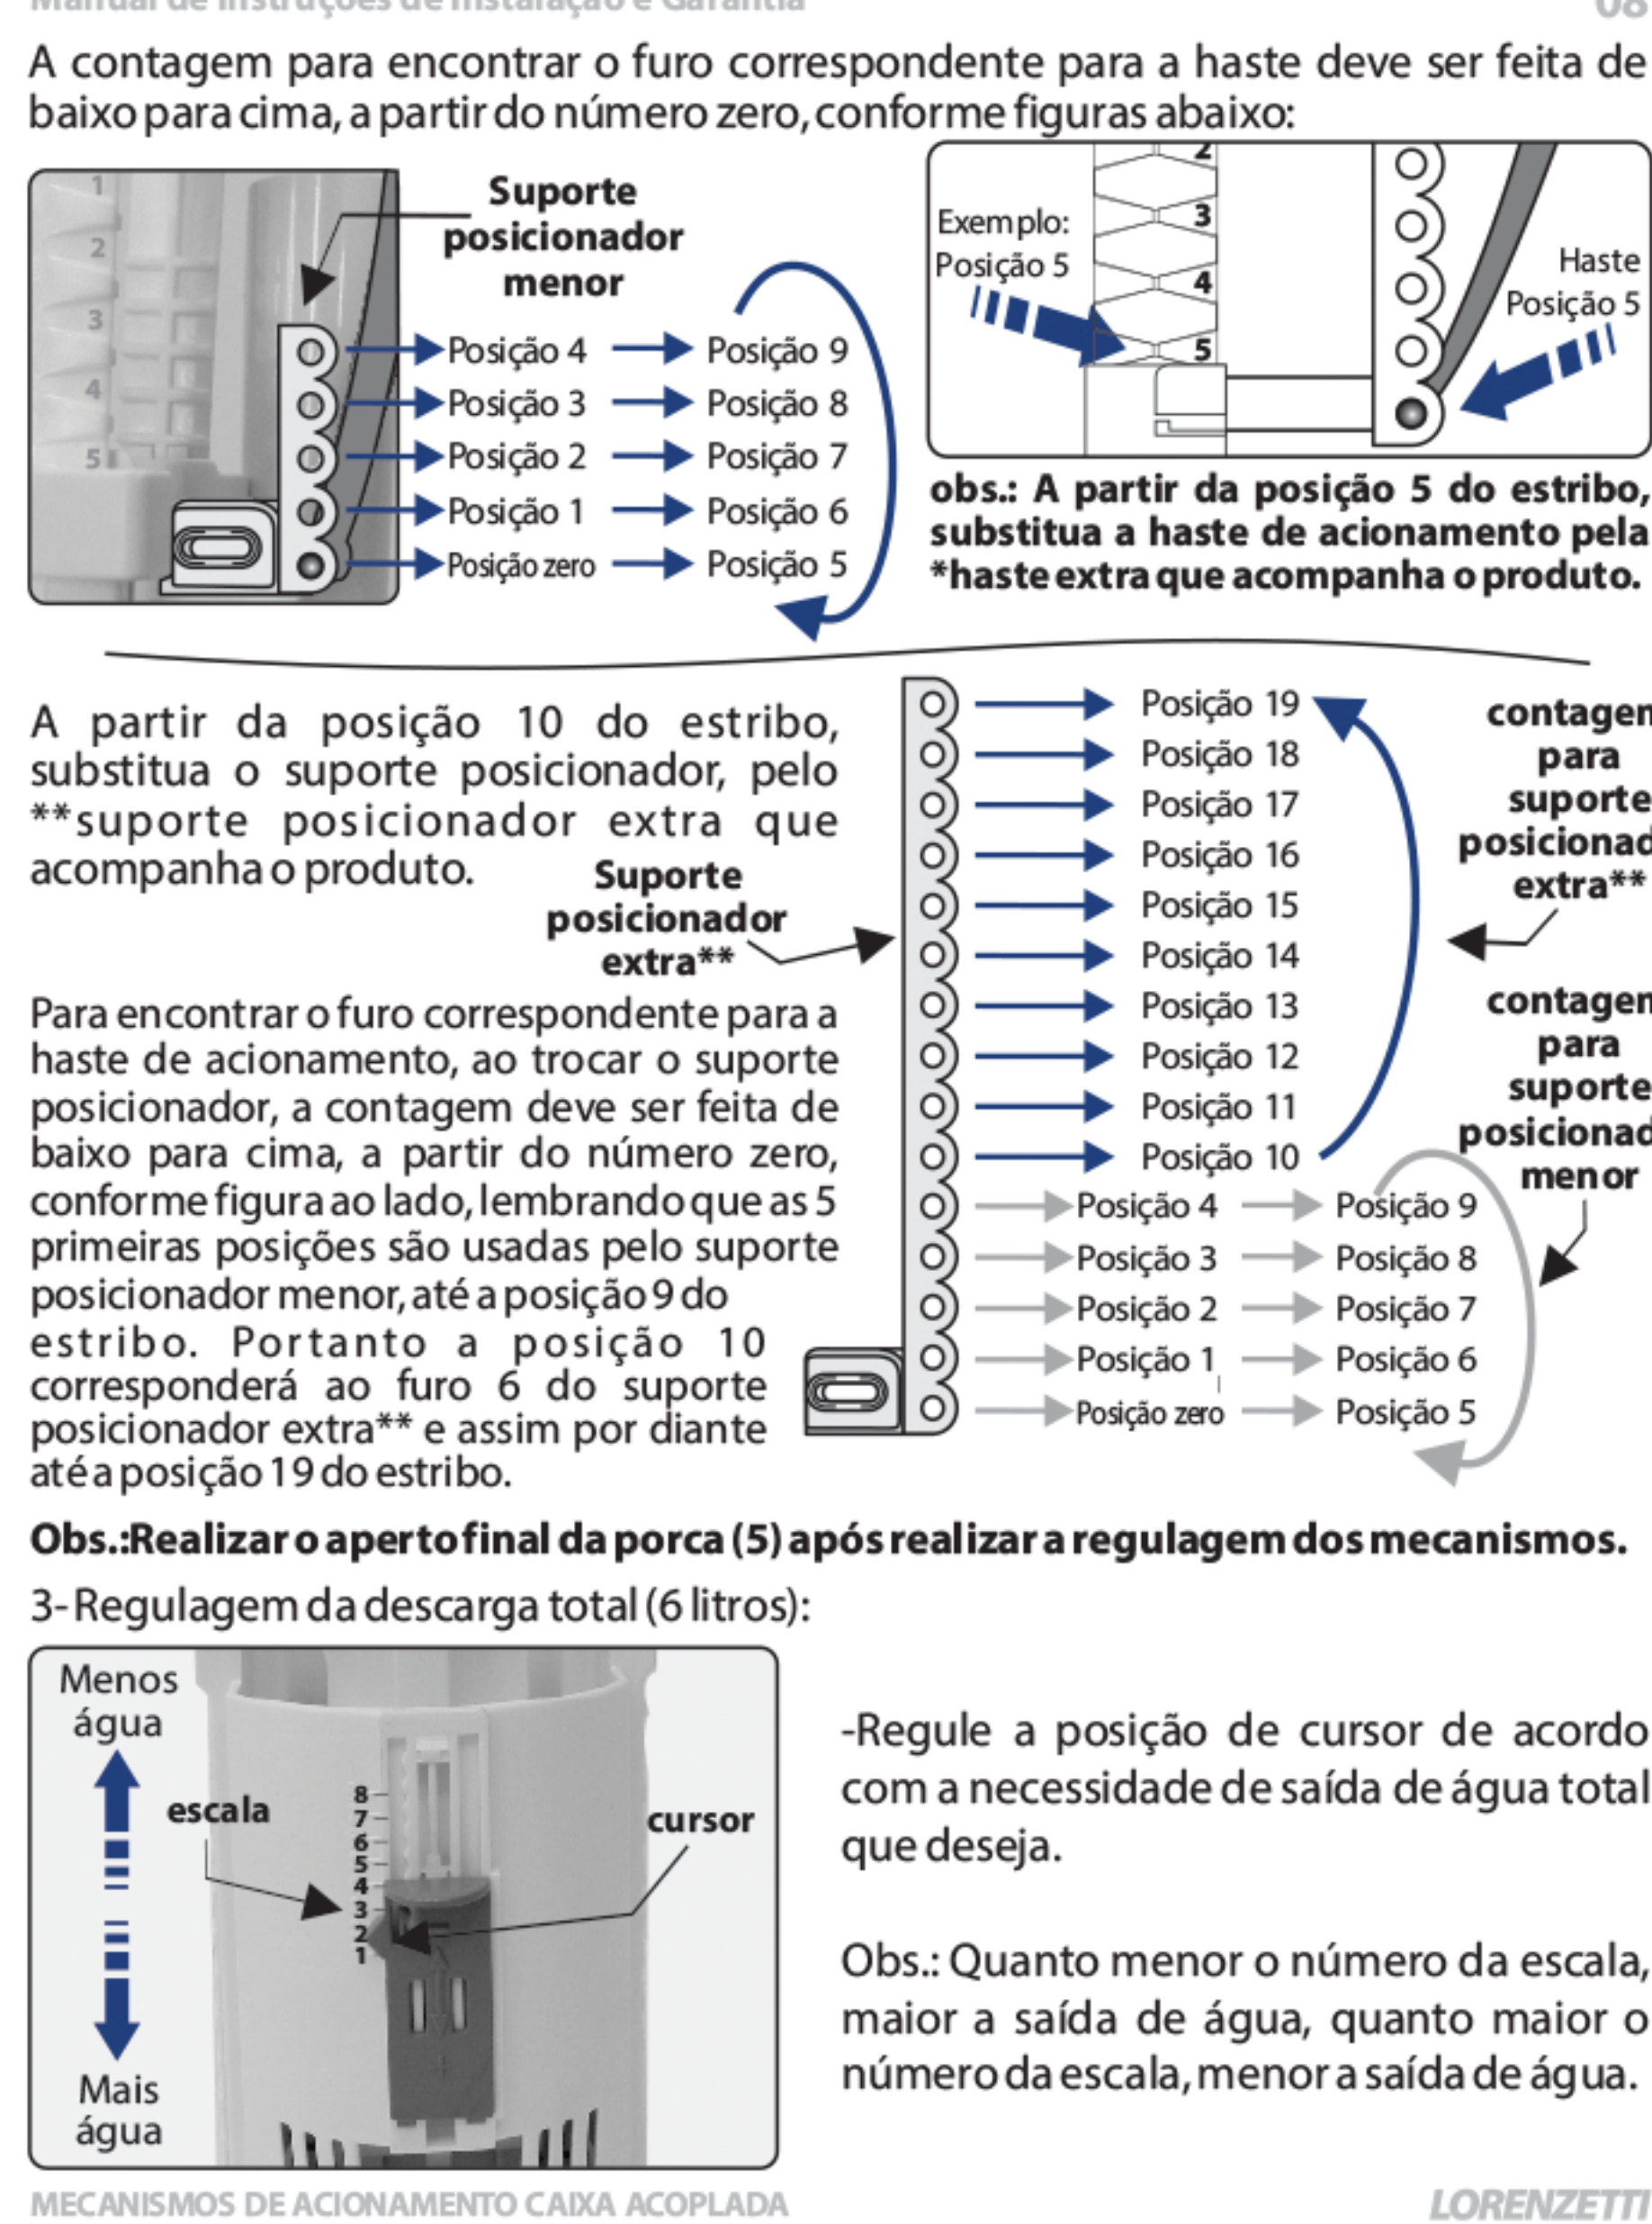 Manual de Instruções de Instalação e Garantia
08
A contagem para encontrar o furo correspondente para a haste deve ser feita de
baixo para cima, a partir do número zero, conforme figuras abaixo:
1
2
3
4
5
Suporte
posicionador
menor
Posição 4
Posição 9
Posição 3
Posição 8
Posição 2
Posição 7
Posição 1
Posição 6
Posição zero
Posição 5
Exemplo:
Posição 5
2
3
4
5
Haste
Posição 5
obs.: A partir da posição 5 do estribo,
substitua a haste de acionamento pela
*haste extra que acompanha o produto.
A partir da posição 10 do estribo,
substitua o suporte posicionador, pelo
**suporte posicionador extra que
acompanha o produto.
Suporte
posicionador
extra**
Para encontrar o furo correspondente para a
haste de acionamento, ao trocar o suporte
posicionador, a contagem deve ser feita de
baixo para cima, a partir do número zero,
conforme figura ao lado, lembrando que as 5
primeiras posições são usadas pelo suporte
posicionador menor, até a posição 9 do
estribo. Portanto a posição 10
corresponderá ao furo 6 do suporte
posicionador extra** e assim por diante
até a posição 19 do estribo.
Posição 19
Posição 18
Posição 17
Posição 16
Posição 15
Posição 14
Posição 13
Posição 12
Posição 11
Posição 10
Posição 4
Posição 9
Posição 3
Posição 8
Posição 2
Posição 7
Posição 1
Posição 6
Posição zero
Posição 5
contagem
para
suporte
posicionad
extra**
contagem
para
suporte
posicionad
menor
Obs.:Realizar o aperto final da porca (5) após realizar a regulagem dos mecanismos.
3- Regulagem da descarga total (6 litros):
Menos
água
Mais
água
escala
8
7
6
5
4
3
2
1
cursor
-Regule a posição de cursor de acordo
com a necessidade de saída de água total
que deseja.
Obs.: Quanto menor o número da escala,
maior a saída de água, quanto maior o
número da escala, menor a saída de água.
MECANISMOS DE ACIONAMENTO CAIXA ACOPLADA
LORENZETTI